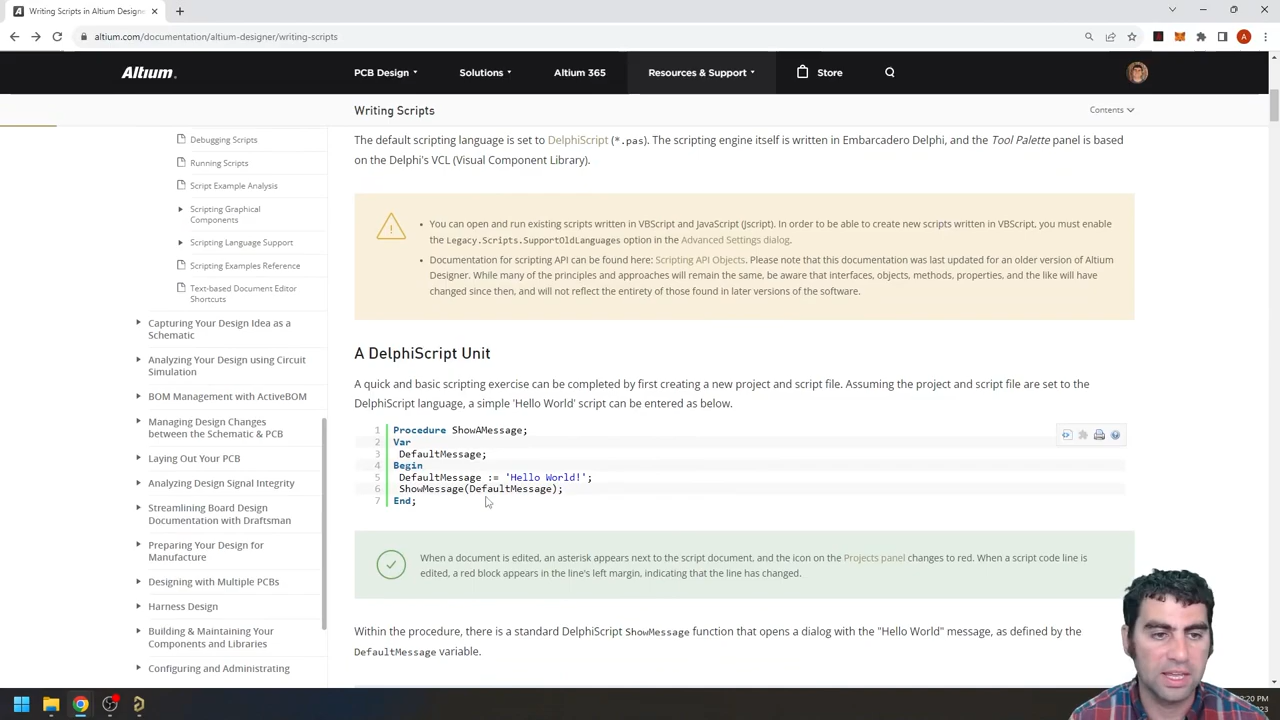 Writing Scripts in Altium Designe
altium.com/documentation/altium-designer/writing-scripts
A
Altium
PCB Design
Solutions
Altium 365
Resources & Support
Store
Writing Scripts
Contents
Debugging Scripts
Running Scripts
Script Example Analysis
Scripting Graphical
Components
Scripting Language Support
Scripting Examples Reference
Text-based Document Editor
Shortcuts
Capturing Your Design Idea as a
Schematic
Analyzing Your Design using Circuit
Simulation
BOM Management with ActiveBOM
Managing Design Changes
between the Schematic & PCB
Laying Out Your PCB
Analyzing Design Signal Integrity
Streamlining Board Design
Documentation with Draftsman
Preparing Your Design for
Manufacture
Designing with Multiple PCBs
Harness Design
Building & Maintaining Your
Components and Libraries
Configuring and Administrating
The default scripting language is set to DelphiScript (*.pas). The scripting engine itself is written in Embarcadero Delphi, and the Tool Palette panel is based
on the Delphi's VCL (Visual Component Library).
• You can open and run existing scripts written in VBScript and JavaScript (Jscript). In order to be able to create new scripts written in VBScript, you must enable
the Legacy.Scripts.SupportOldLanguages option in the Advanced Settings dialog.
• Documentation for scripting API can be found here: Scripting API Objects. Please note that this documentation was last updated for an older version of Altium
Designer. While many of the principles and approaches will remain the same, be aware that interfaces, objects, methods, properties, and the like will have
changed since then, and will not reflect the entirety of those found in later versions of the software.
A DelphiScript Unit
A quick and basic scripting exercise can be completed by first creating a new project and script file. Assuming the project and script file are set to the
DelphiScript language, a simple 'Hello World' script can be entered as below.
1 Procedure ShowAMessage;
2 Var
3 DefaultMessage;
4 Begin
5 DefaultMessage := 'Hello World!';
6 ShowMessage(DefaultMessage);
7 End;
When a document is edited, an asterisk appears next to the script document, and the icon on the Projects panel changes to red. When a script code line is
edited, a red block appears in the line's left margin, indicating that the line has changed.
Within the procedure, there is a standard DelphiScript ShowMessage function that opens a dialog with the "Hello World" message, as defined by the
DefaultMessage variable.